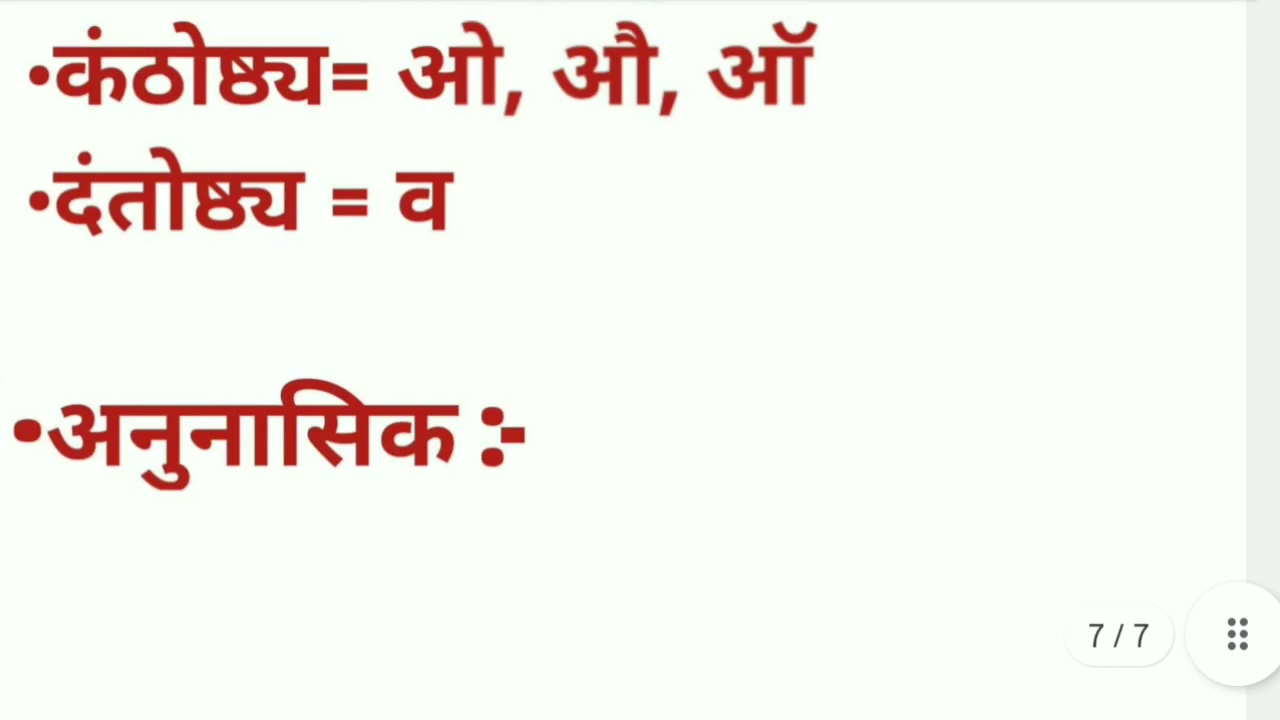 •कंठोष्ठ्य= ओ, औ, ऑ
•दंतोष्ठ्य = व
•अनुनासिक :-
7 / 7